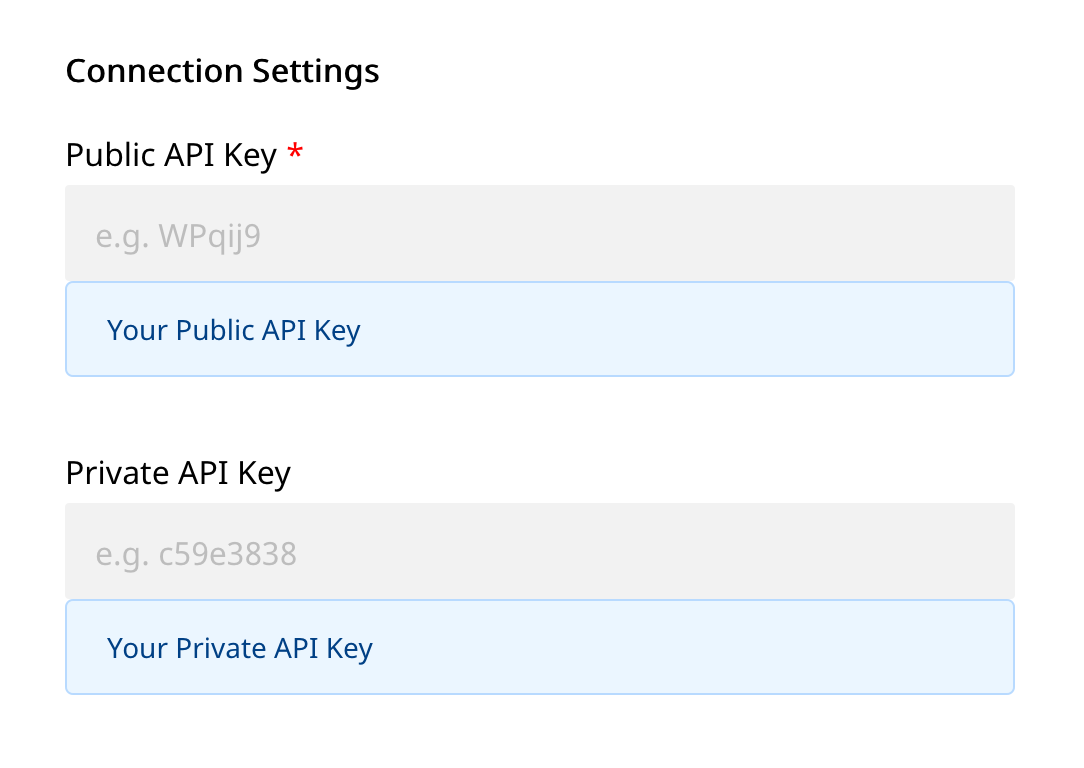 Connection Settings
Public API Key *
e.g. WPqij9
Your Public API Key
Private API Key
e.g. c59e3838
Your Private API Key